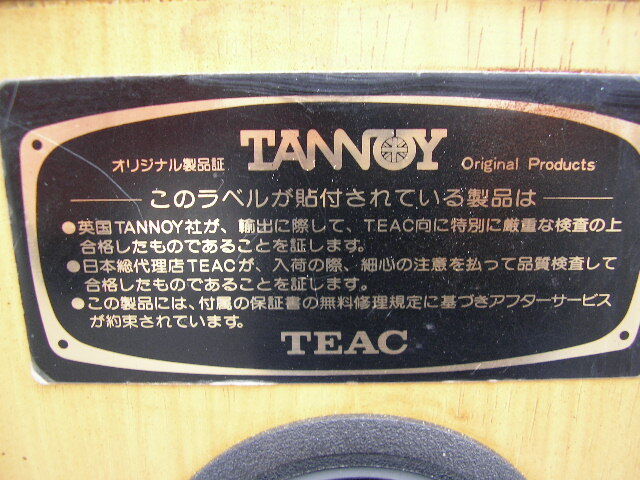 オリジナル製品証 TANNOY Original Products
このラベルが貼付されている製品は
●英国TANNOY社が、輸出に際して、TEAC向に特別に厳重な検査の上
合格したものであることを証します。
●日本総代理店TEACが、入荷の際、細心の注意を払って品質検査して
合格したものであることを証します。
●この製品には、付属の保証書の無料修理規定に基づきアフターサービス
が約束されています。
TEAC